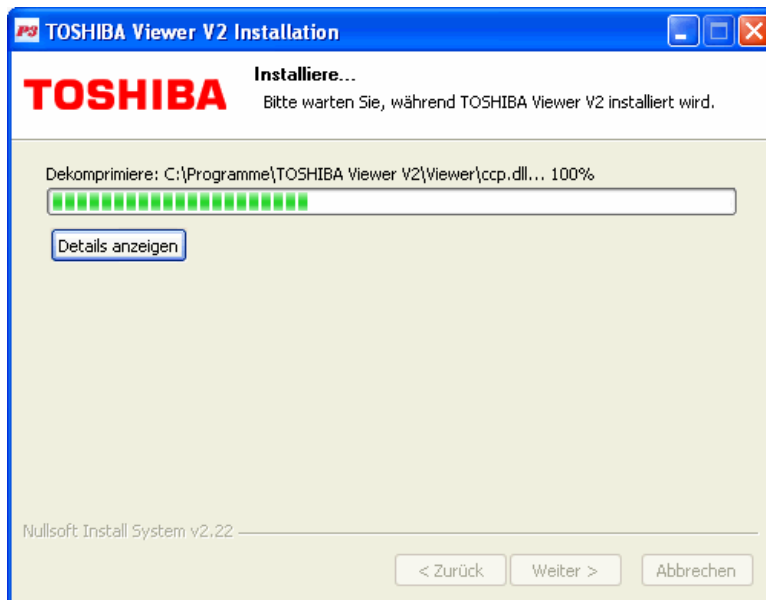 P3 TOSHIBA Viewer V2 Installation
TOSHIBA
Installiere...
Bitte warten Sie, während TOSHIBA Viewer V2 installiert wird.
Dekomprimiere: C:\Programme\TOSHIBA Viewer V2\Viewer\ccp.dll... 100%
Details anzeigen
Nullsoft Install System v2.22
< Zurück
Weiter >
Abbrechen